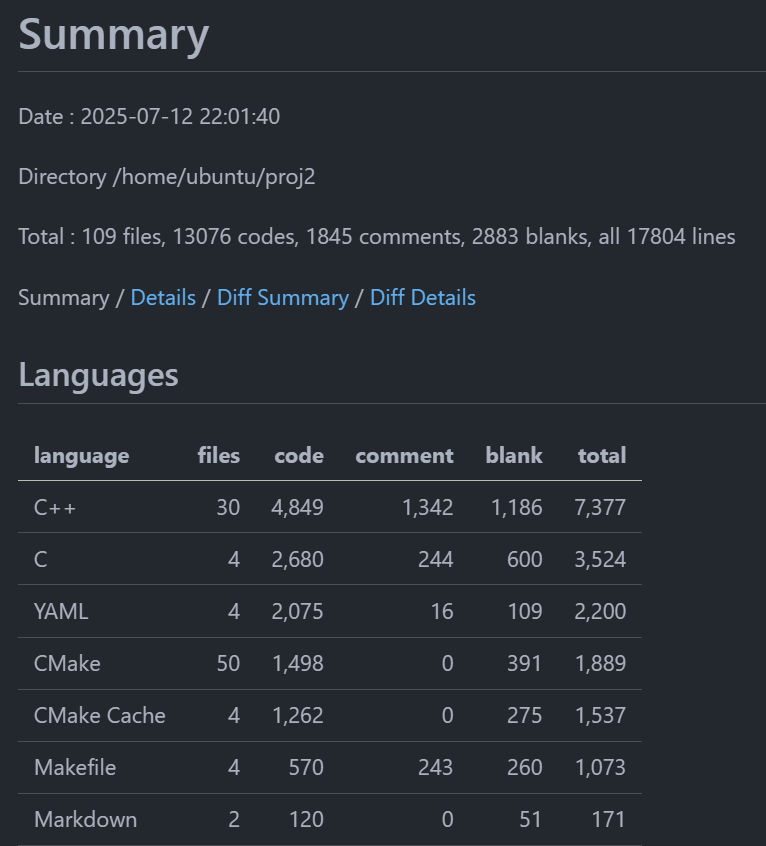 Summary
Date : 2025-07-12 22:01:40
Directory /home/ubuntu/proj2
Total : 109 files, 13076 codes, 1845 comments, 2883 blanks, all 17804 lines
Summary / Details / Diff Summary / Diff Details
Languages
language files code comment blank total
C++ 30 4,849 1,342 1,186 7,377
C 4 2,680 244 600 3,524
YAML 4 2,075 16 109 2,200
CMake 50 1,498 0 391 1,889
CMake Cache 4 1,262 0 275 1,537
Makefile 4 570 243 260 1,073
Markdown 2 120 0 51 171